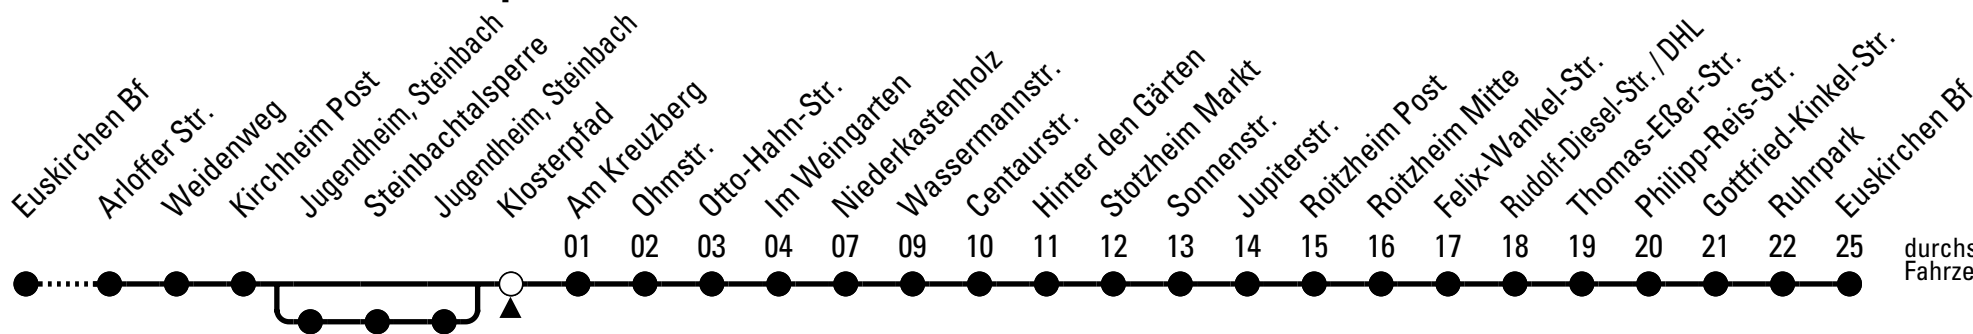 Euskirchen Bf
Arloffer Str.
Weidenweg
Kirchheim Post
Jugendheim, Steinbach
Steinbachtalsperre
Jugendheim, Steinbach
Klosterpfad
Am Kreuzberg
Ohmstr.
Otto-Hahn-Str.
Im Weingarten
Niederkastenholz
Wassermannstr.
Centaurstr.
Hinter den Gärten
Stotzheim Markt
Sonnenstr.
Jupiterstr.
Roitzheim Post
Roitzheim Mitte
Felix-Wankel-Str.
Rudolf-Diesel-Str. / DHL
Thomas-Eßer-Str.
Philipp-Reis-Str.
Gottfried-Kinkel-Str.
Ruhrpark
Euskirchen Bf
01 02 03 04 07 09 10 11 12 13 14 15 16 17 18 19 20 21 22 25
durchs
Fahrze